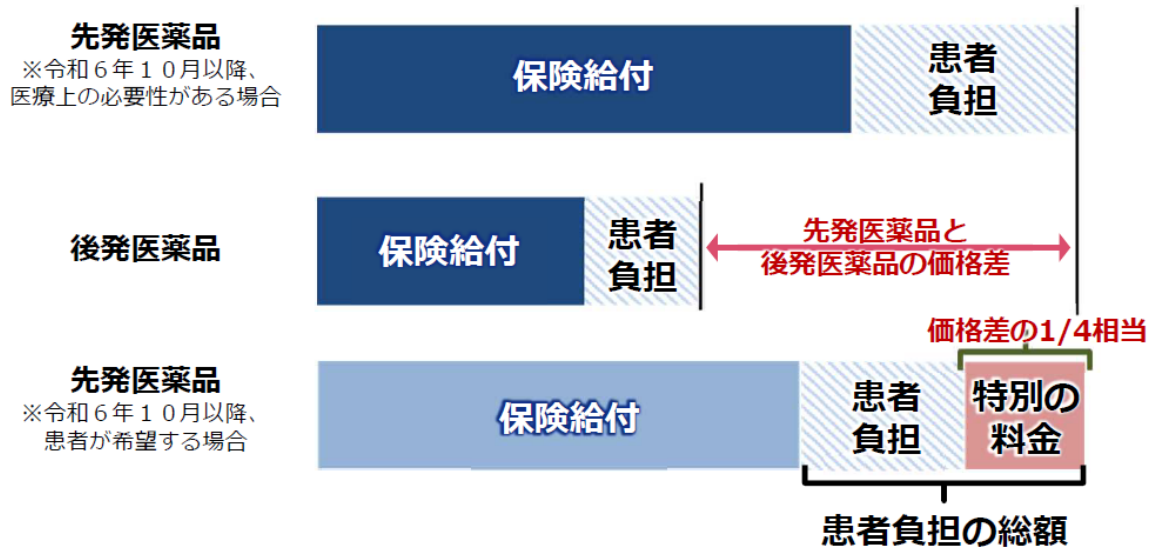 先発医薬品
※令和６年１０月以降、
医療上の必要性がある場合
保険給付
患者
負担
後発医薬品
保険給付
患者
負担
先発医薬品と
後発医薬品の価格差
価格差の1/4相当
先発医薬品
※令和６年１０月以降、
患者が希望する場合
保険給付
患者
負担
特別の
料金
患者負担の総額